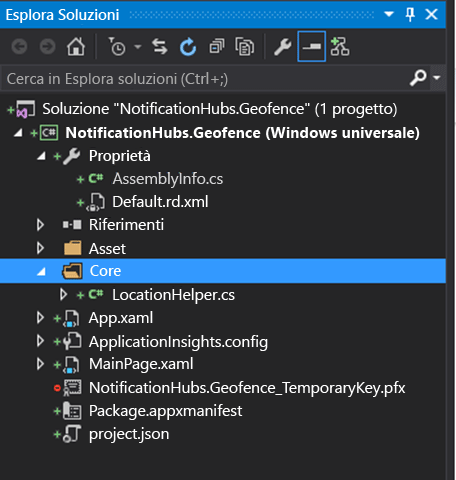 Esplora Soluzioni
Cerca in Esplora soluzioni (Ctrl+;)
Soluzione "NotificationHubs.Geofence" (1 progetto)
C# NotificationHubs.Geofence (Windows universale)
Proprietà
C# AssemblyInfo.cs
Default.rd.xml
Riferimenti
Asset
Core
C# LocationHelper.cs
App.xaml
ApplicationInsights.config
MainPage.xaml
NotificationHubs.Geofence_TemporaryKey.pfx
Package.appxmanifest
project.json